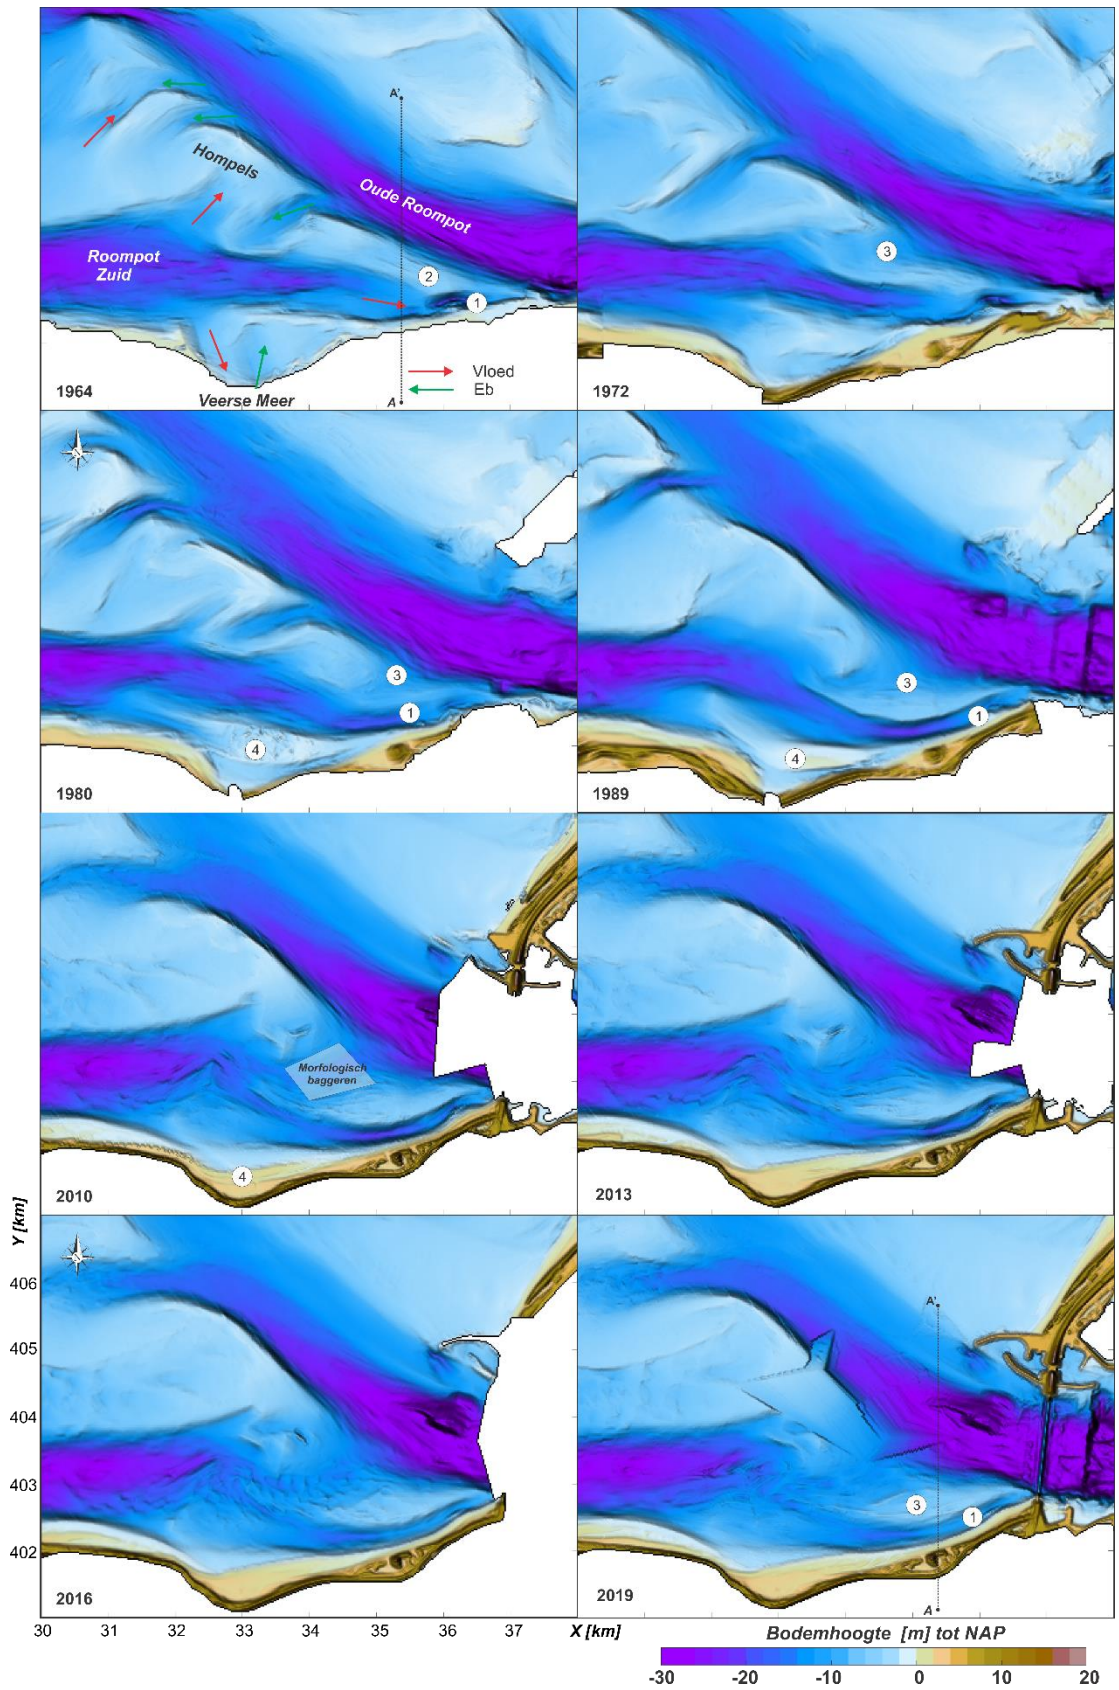 A'
Hompels
Oude Roompot
Roompot
Zuid
2
1
Vloed
Eb
1964
Veerse Meer
A
3
1972
3
1
4
1980
3
1
4
1989
Morfologisch
baggeren
4
2010
2013
Y [km]
406
405
404
403
402
2016
30 31 32 33 34 35 36 37 X [km]
A'
3
1
2019
A
Bodemhoogte [m] tot NAP
-30 -20 -10 0 10 20